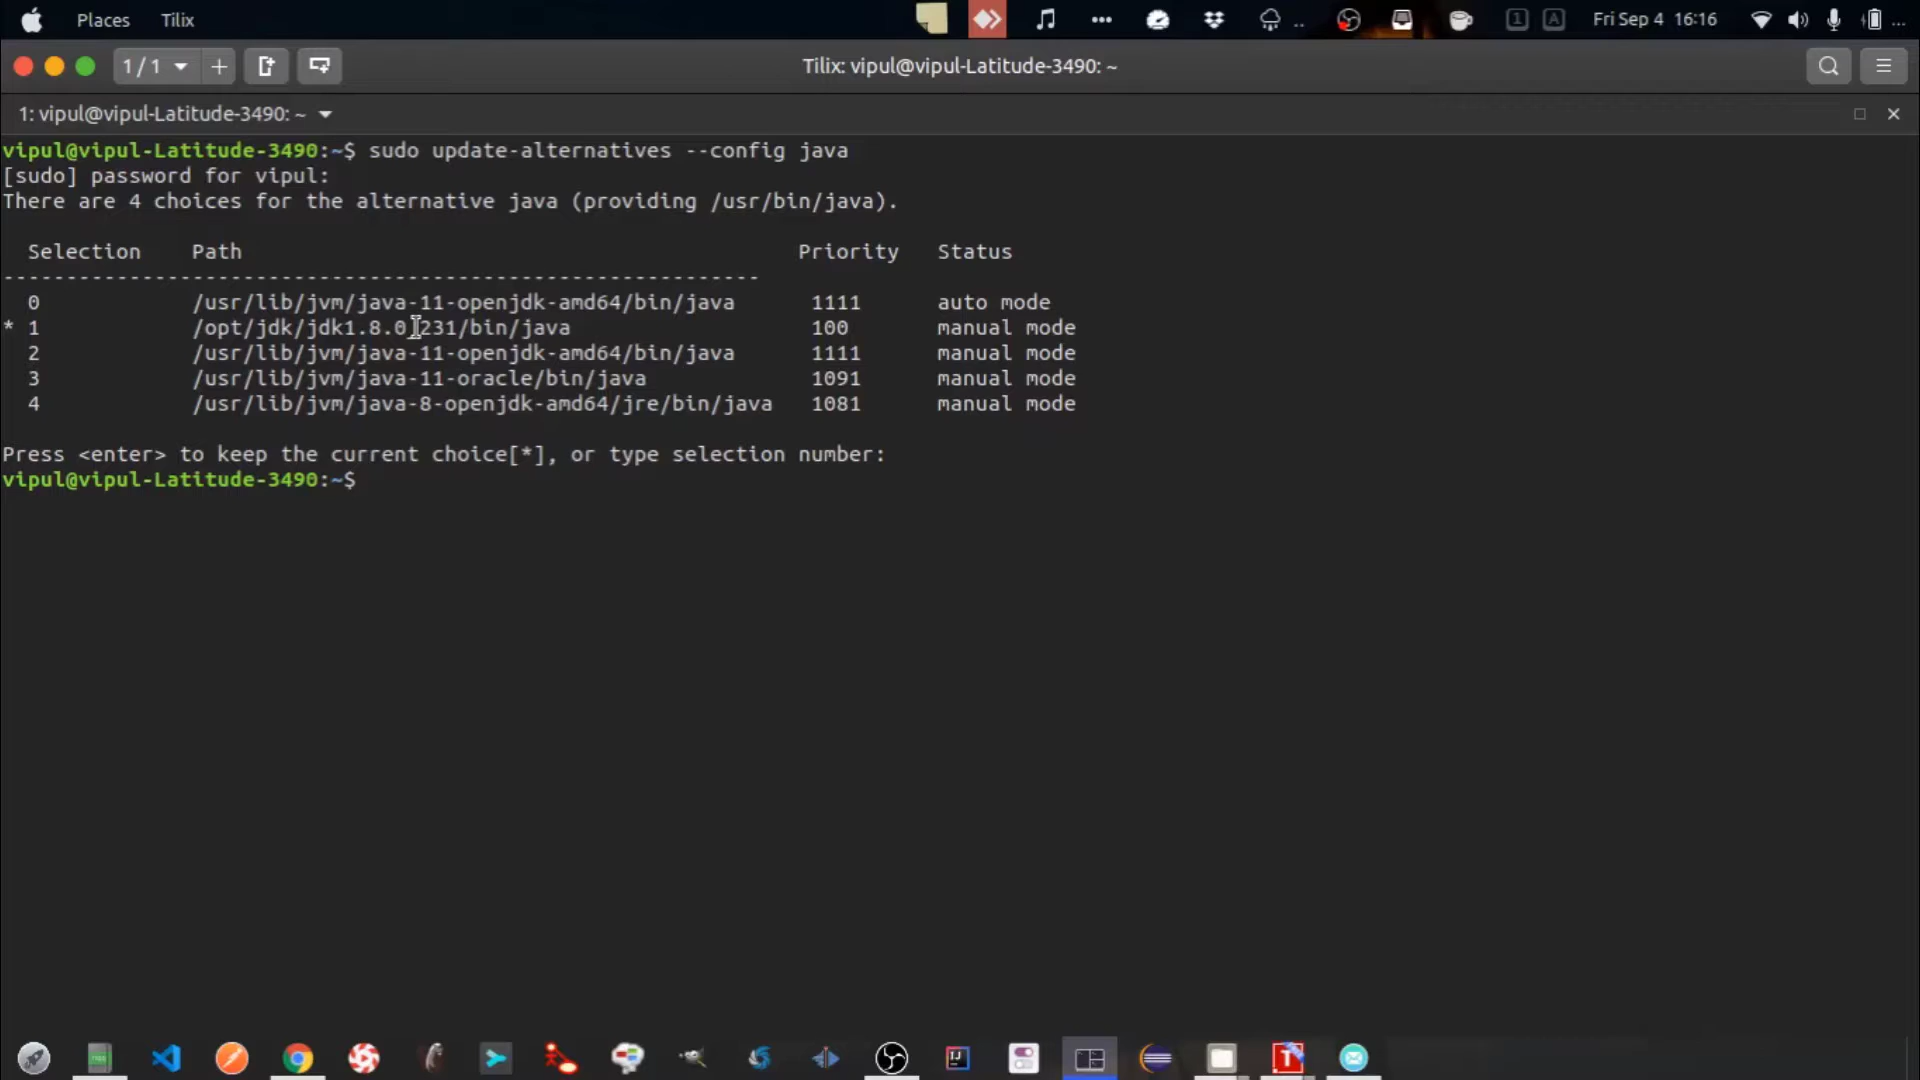 Places Tilix Fri Sep 4 16:16
1 / 1 Tilix: vipul@vipul-Latitude-3490: ~
1: vipul@vipul-Latitude-3490: ~
vipul@vipul-Latitude-3490:~$ sudo update-alternatives --config java
[sudo] password for vipul:
There are 4 choices for the alternative java (providing /usr/bin/java).
Selection Path Priority Status
------------------------------------------------------------
0 /usr/lib/jvm/java-11-openjdk-amd64/bin/java 1111 auto mode
* 1 /opt/jdk/jdk1.8.0_231/bin/java 100 manual mode
2 /usr/lib/jvm/java-11-openjdk-amd64/bin/java 1111 manual mode
3 /usr/lib/jvm/java-11-oracle/bin/java 1091 manual mode
4 /usr/lib/jvm/java-8-openjdk-amd64/jre/bin/java 1081 manual mode
Press <enter> to keep the current choice[*], or type selection number:
vipul@vipul-Latitude-3490:~$